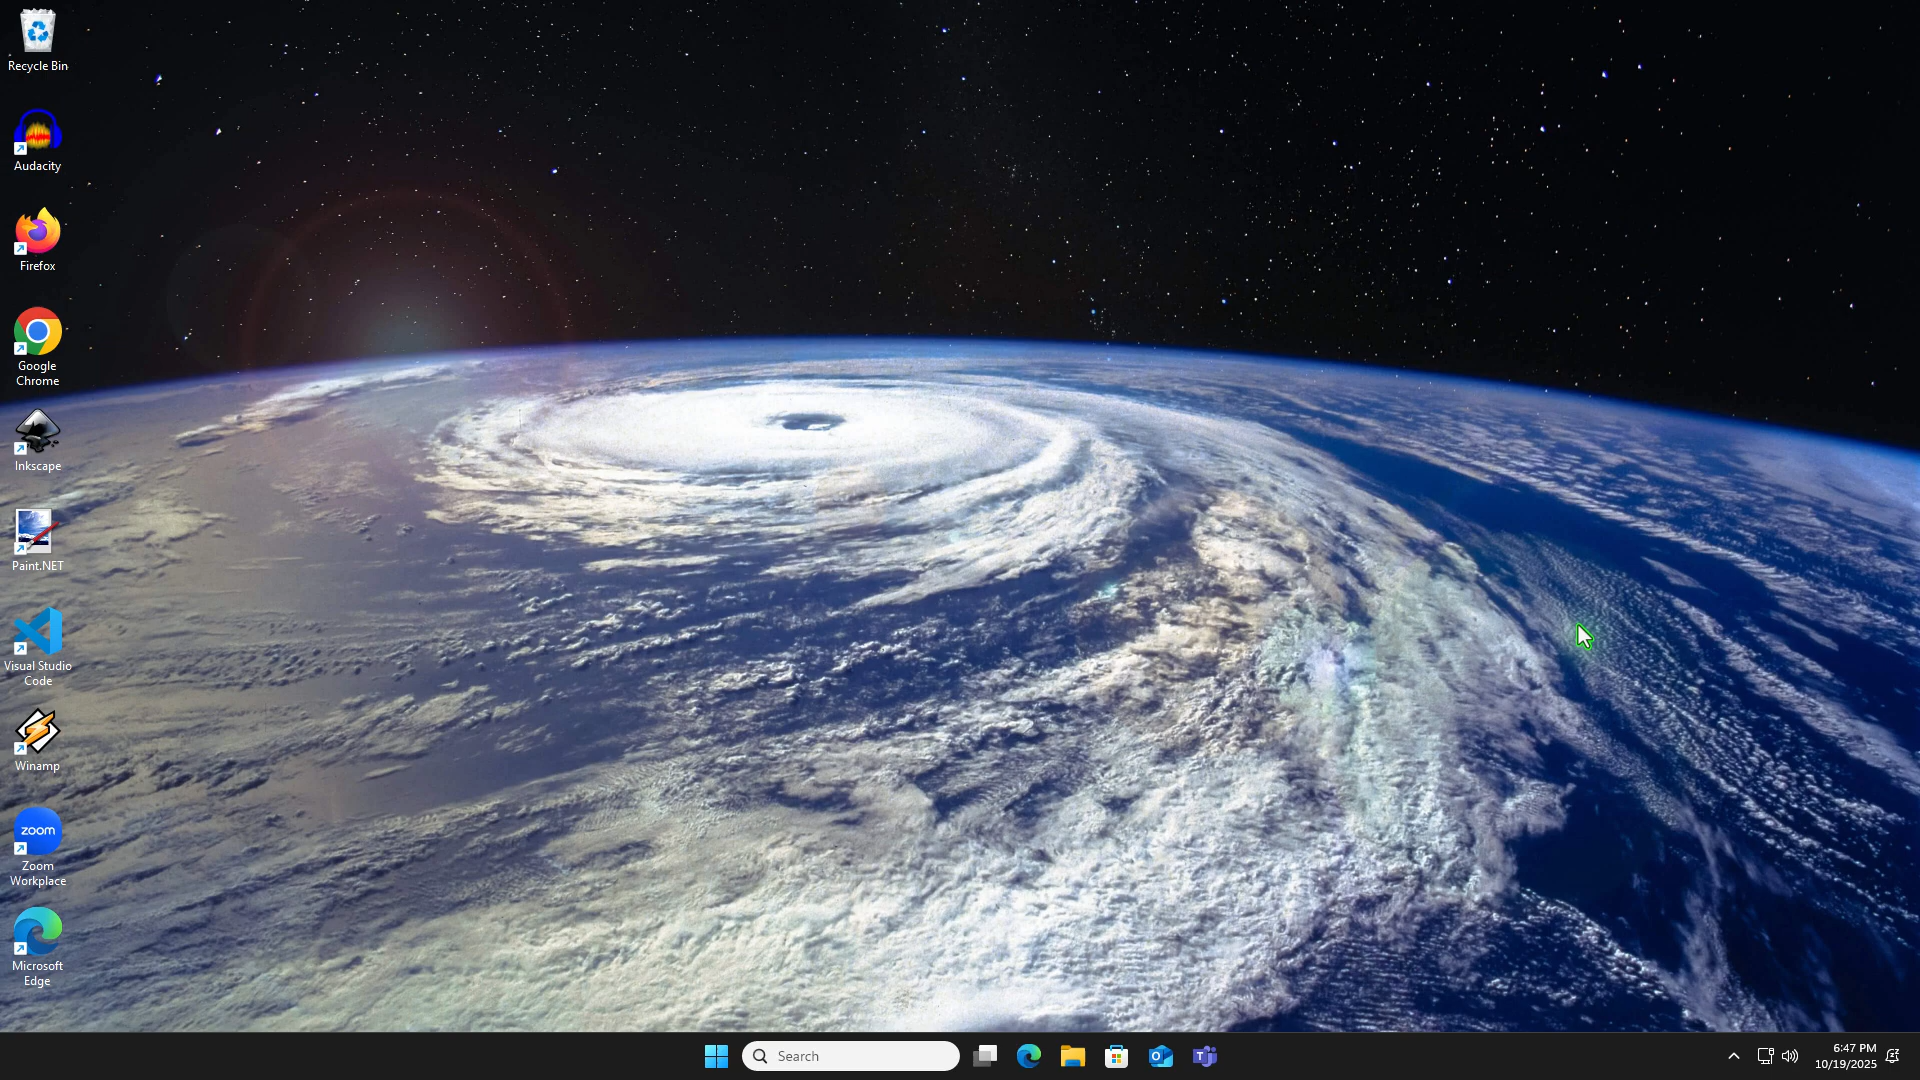 Recycle Bin
Audacity
Firefox
Google
Chrome
Inkscape
Paint.NET
Visual Studio
Code
Winamp
zoom
Zoom
Workplace
Microsoft
Edge
Search
6:47 PM
10/19/2025